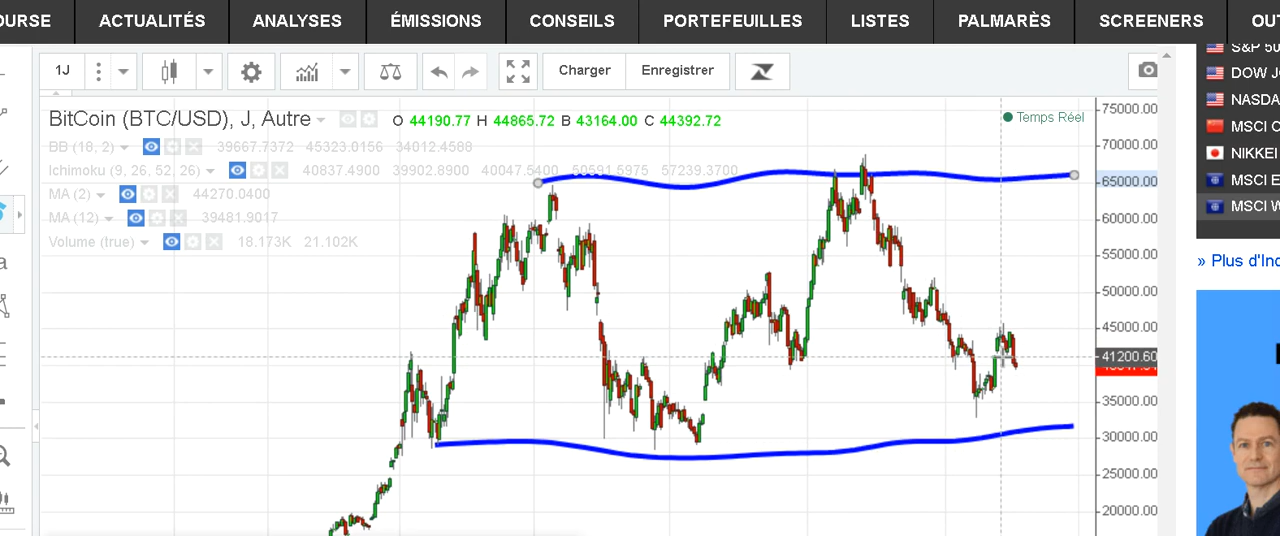 OURSE ACTUALITÉS ANALYSES ÉMISSIONS CONSEILS PORTEFEUILLES LISTES PALMARÈS SCREENERS OU
1J Charger Enregistrer
BitCoin (BTC/USD), J, Autre O 44190.77 H 44865.72 B 43164.00 C 44392.72 Temps Réel
BB (18, 2) 39667.7372 45323.0156 34012.4588
Ichimoku (9, 26, 52, 26) 40837.4900 39902.8900 40047.5400 50591.5975 57239.3700
MA (2) 44270.0400
MA (12) 39481.9017
Volume (true) 18.173K 21.102K
75000.00
70000.00
65000.00
60000.00
55000.00
50000.00
45000.00
41200.60
35000.00
30000.00
25000.00
20000.00
S&P 50
DOW JO
NASDA
MSCI C
NIKKEI
MSCI E
MSCI W
» Plus d'Ind